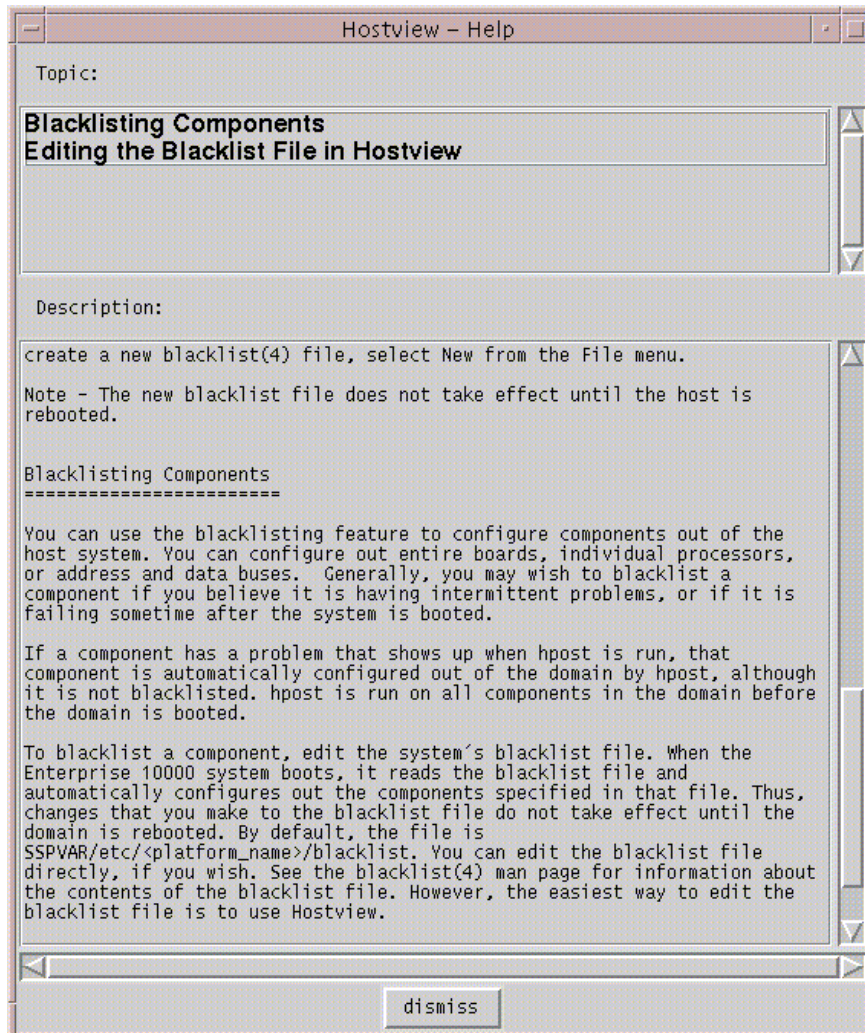 Hostview – Help
Topic:
Blacklisting Components
Editing the Blacklist File in Hostview
Description:
create a new blacklist(4) file, select New from the File menu.
Note - The new blacklist file does not take effect until the host is
rebooted.
Blacklisting Components
========================
You can use the blacklisting feature to configure components out of the
host system. You can configure out entire boards, individual processors,
or address and data buses.  Generally, you may wish to blacklist a
component if you believe it is having intermittent problems, or if it is
failing sometime after the system is booted.
If a component has a problem that shows up when hpost is run, that
component is automatically configured out of the domain by hpost, although
it is not blacklisted. hpost is run on all components in the domain before
the domain is booted.
To blacklist a component, edit the system´s blacklist file. When the
Enterprise 10000 system boots, it reads the blacklist file and
automatically configures out the components specified in that file. Thus,
changes that you make to the blacklist file do not take effect until the
domain is rebooted. By default, the file is
SSPVAR/etc/<platform_name>/blacklist. You can edit the blacklist file
directly, if you wish. See the blacklist(4) man page for information about
the contents of the blacklist file. However, the easiest way to edit the
blacklist file is to use Hostview.
dismiss